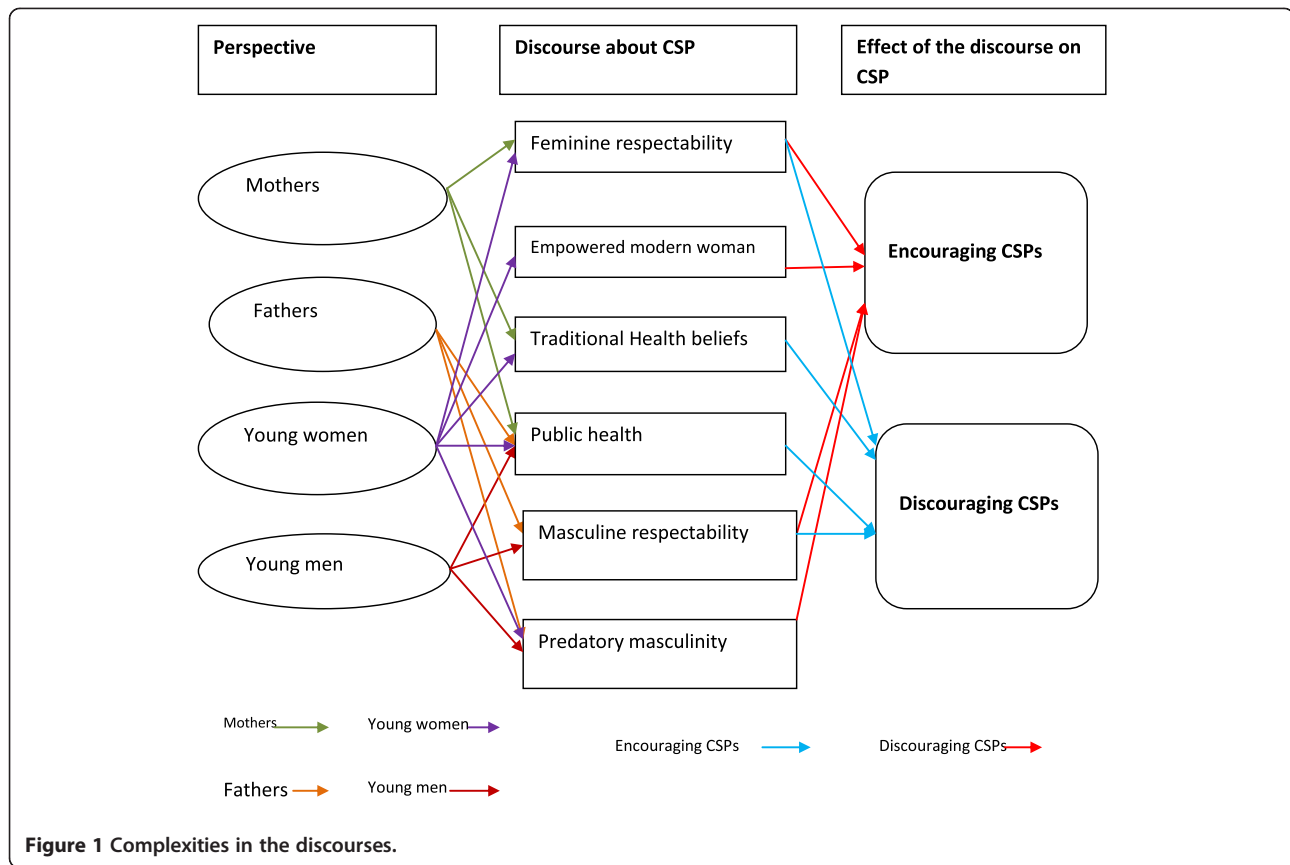 Perspective
Discourse about CSP
Effect of the discourse on
CSP
Mothers
Fathers
Young women
Young men
Feminine respectability
Empowered modern woman
Traditional Health beliefs
Public health
Masculine respectability
Predatory masculinity
Encouraging CSPs
Discouraging CSPs
Mothers
Young women
Encouraging CSPs
Discouraging CSPs
Fathers
Young men
Figure 1 Complexities in the discourses.